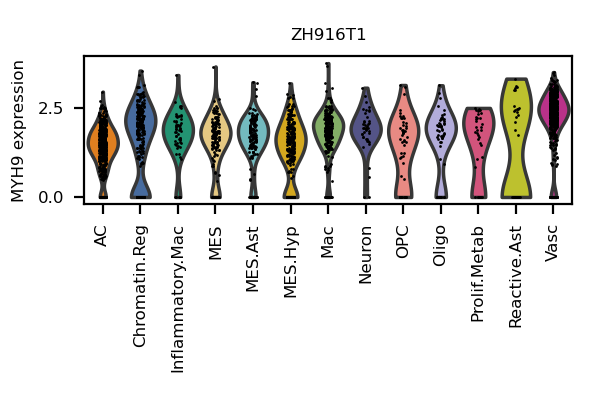 ZH916T1
MYH9 expression
2.5
0.0
AC
Chromatin.Reg
Inflammatory.Mac
MES
MES.Ast
MES.Hyp
Mac
Neuron
OPC
Oligo
Prolif.Metab
Reactive.Ast
Vasc